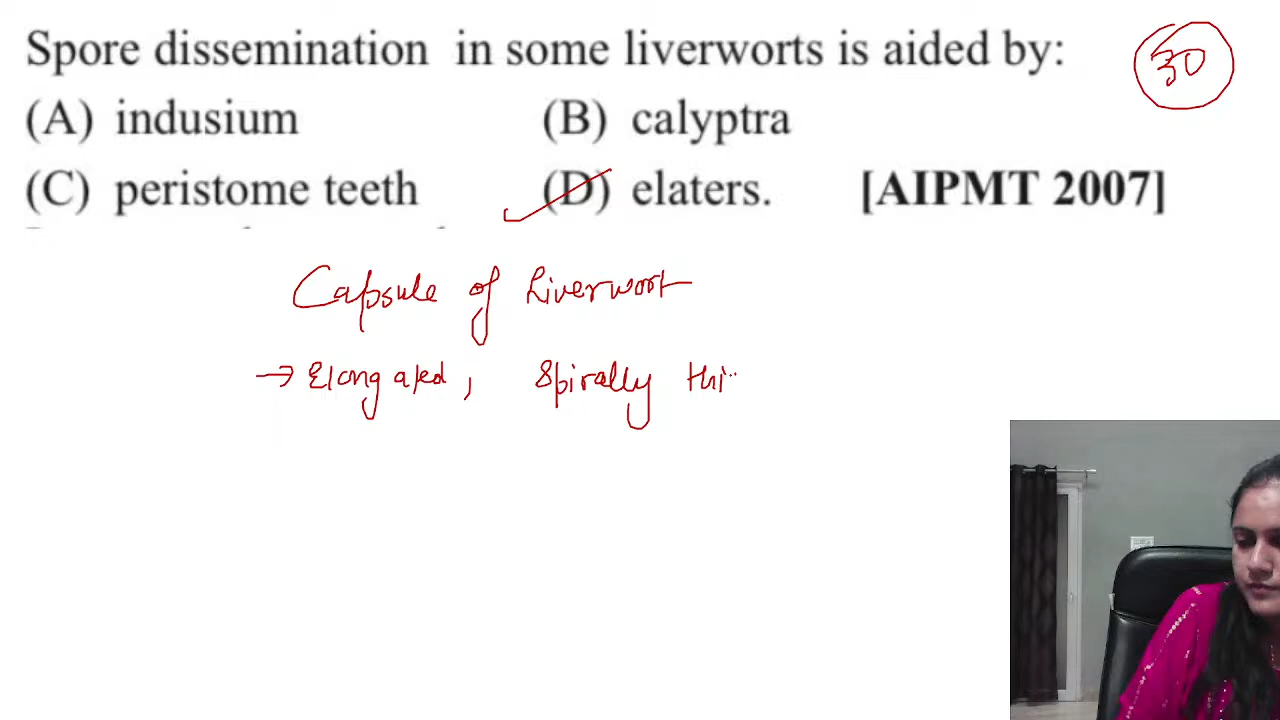 Spore dissemination in some liverworts is aided by:
30
(A) indusium (B) calyptra
(C) peristome teeth (D) elaters. [AIPMT 2007]
Capsule of Liverwort
→ Elongated, Spirally thi